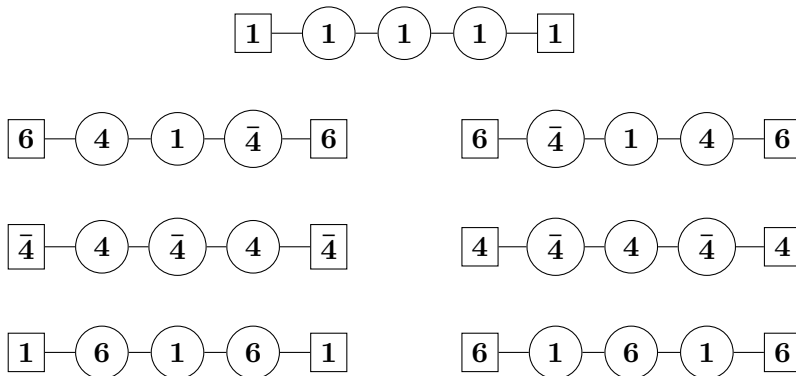 1 1 1 1 1
6 4 1 4̄ 6 6 4̄ 1 4 6
4̄ 4 4̄ 4 4̄ 4 4̄ 4 4̄ 4
1 6 1 6 1 6 1 6 1 6